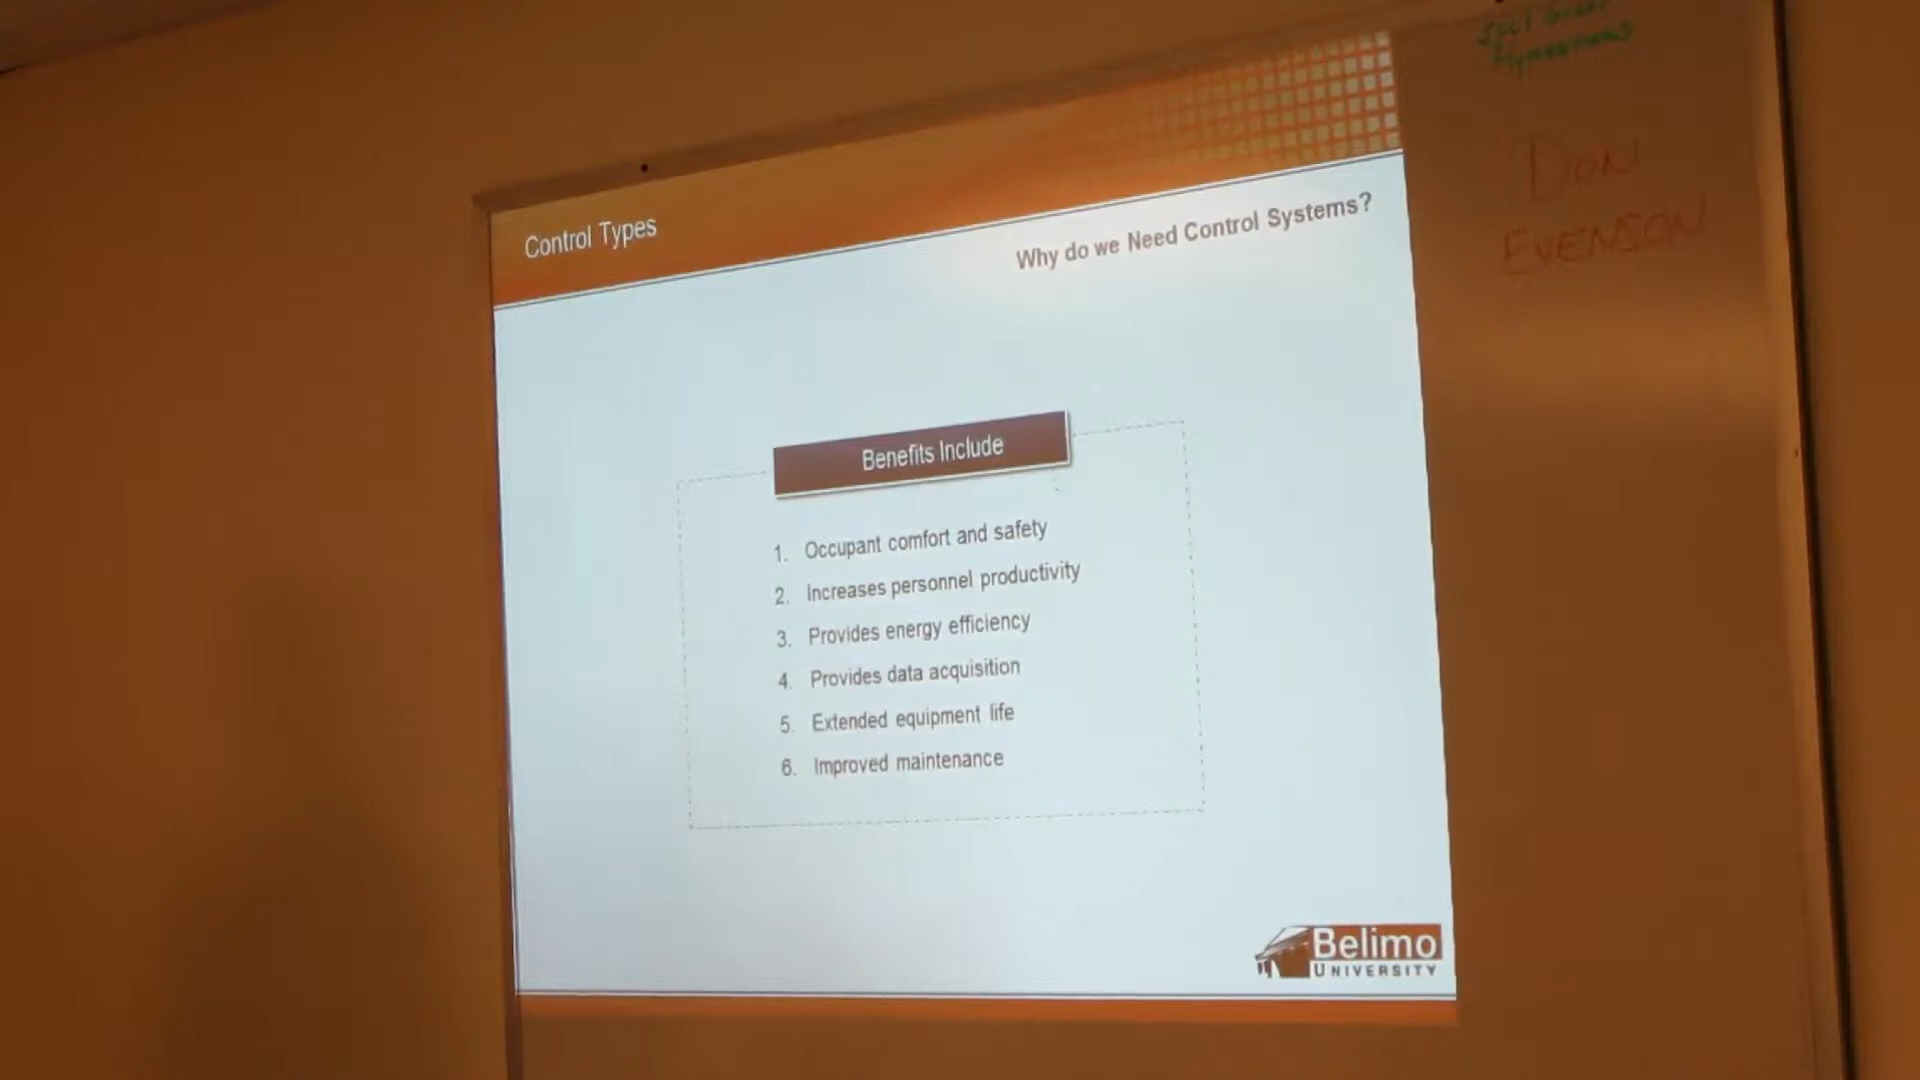 Control Types
Why do we Need Control Systems?
Benefits Include
1. Occupant comfort and safety
2. Increases personnel productivity
3. Provides energy efficiency
4. Provides data acquisition
5. Extended equipment life
6. Improved maintenance
Belimo
UNIVERSITY
DON
EVENSON